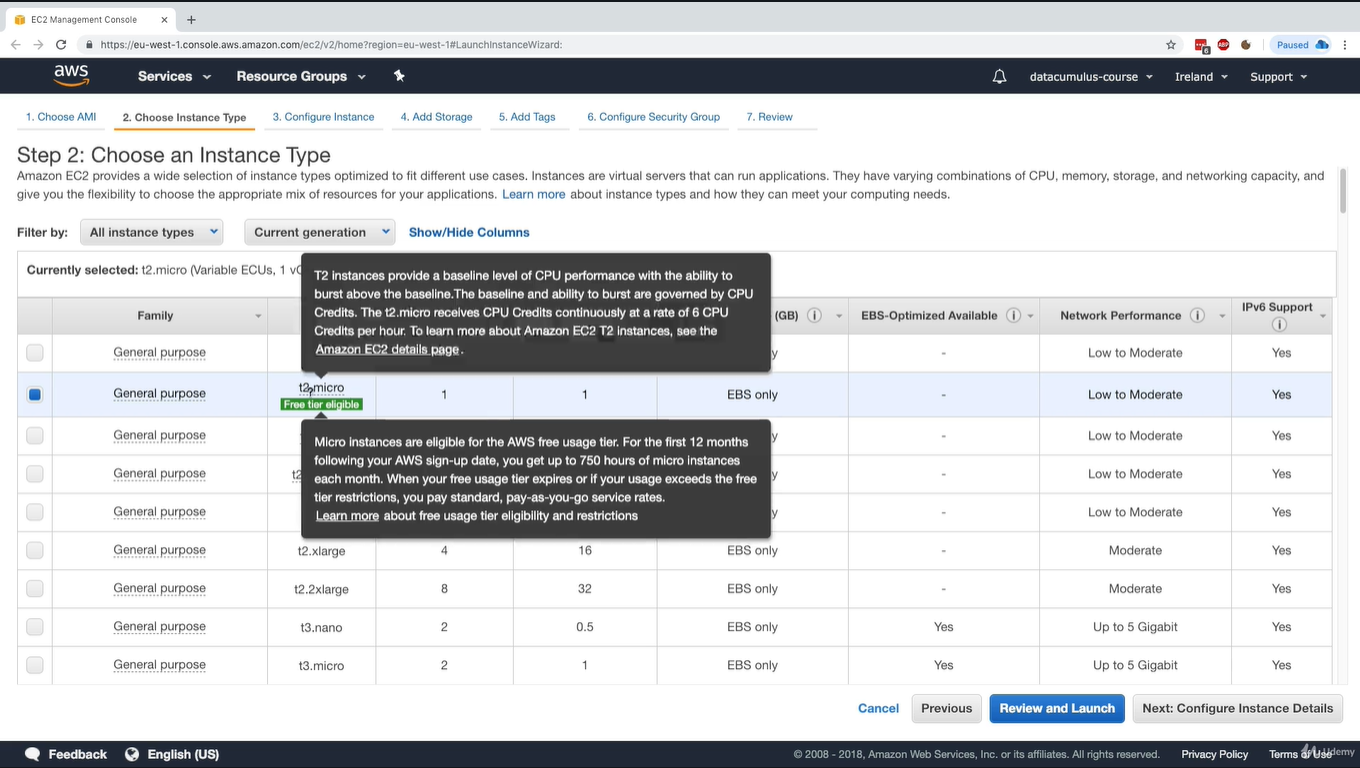 EC2 Management Console
https://eu-west-1.console.aws.amazon.com/ec2/v2/home?region=eu-west-1#LaunchInstanceWizard:
6
ABP
Paused
aws
Services
Resource Groups
datacumulus-course
Ireland
Support
1. Choose AMI
2. Choose Instance Type
3. Configure Instance
4. Add Storage
5. Add Tags
6. Configure Security Group
7. Review
Step 2: Choose an Instance Type
Amazon EC2 provides a wide selection of instance types optimized to fit different use cases. Instances are virtual servers that can run applications. They have varying combinations of CPU, memory, storage, and networking capacity, and
give you the flexibility to choose the appropriate mix of resources for your applications. Learn more about instance types and how they can meet your computing needs.
Filter by:
All instance types
Current generation
Show/Hide Columns
Currently selected: t2.micro (Variable ECUs, 1
T2 instances provide a baseline level of CPU performance with the ability to
burst above the baseline.The baseline and ability to burst are governed by CPU
Credits. The t2.micro receives CPU Credits continuously at a rate of 6 CPU
Credits per hour. To learn more about Amazon EC2 T2 instances, see the
Amazon EC2 details page.
Family
(GB)
EBS-Optimized Available
Network Performance
IPv6 Support
General purpose
-
Low to Moderate
Yes
General purpose
t2.micro
Free tier eligible
1
1
EBS only
-
Low to Moderate
Yes
Micro instances are eligible for the AWS free usage tier. For the first 12 months
following your AWS sign-up date, you get up to 750 hours of micro instances
each month. When your free usage tier expires or if your usage exceeds the free
tier restrictions, you pay standard, pay-as-you-go service rates.
Learn more about free usage tier eligibility and restrictions
General purpose
-
Low to Moderate
Yes
General purpose
-
Low to Moderate
Yes
General purpose
-
Low to Moderate
Yes
General purpose
t2.xlarge
4
16
EBS only
-
Moderate
Yes
General purpose
t2.2xlarge
8
32
EBS only
-
Moderate
Yes
General purpose
t3.nano
2
0.5
EBS only
Yes
Up to 5 Gigabit
Yes
General purpose
t3.micro
2
1
EBS only
Yes
Up to 5 Gigabit
Yes
Cancel
Previous
Review and Launch
Next: Configure Instance Details
Feedback
English (US)
© 2008 - 2018, Amazon Web Services, Inc. or its affiliates. All rights reserved.
Privacy Policy
Terms of Use
Udemy